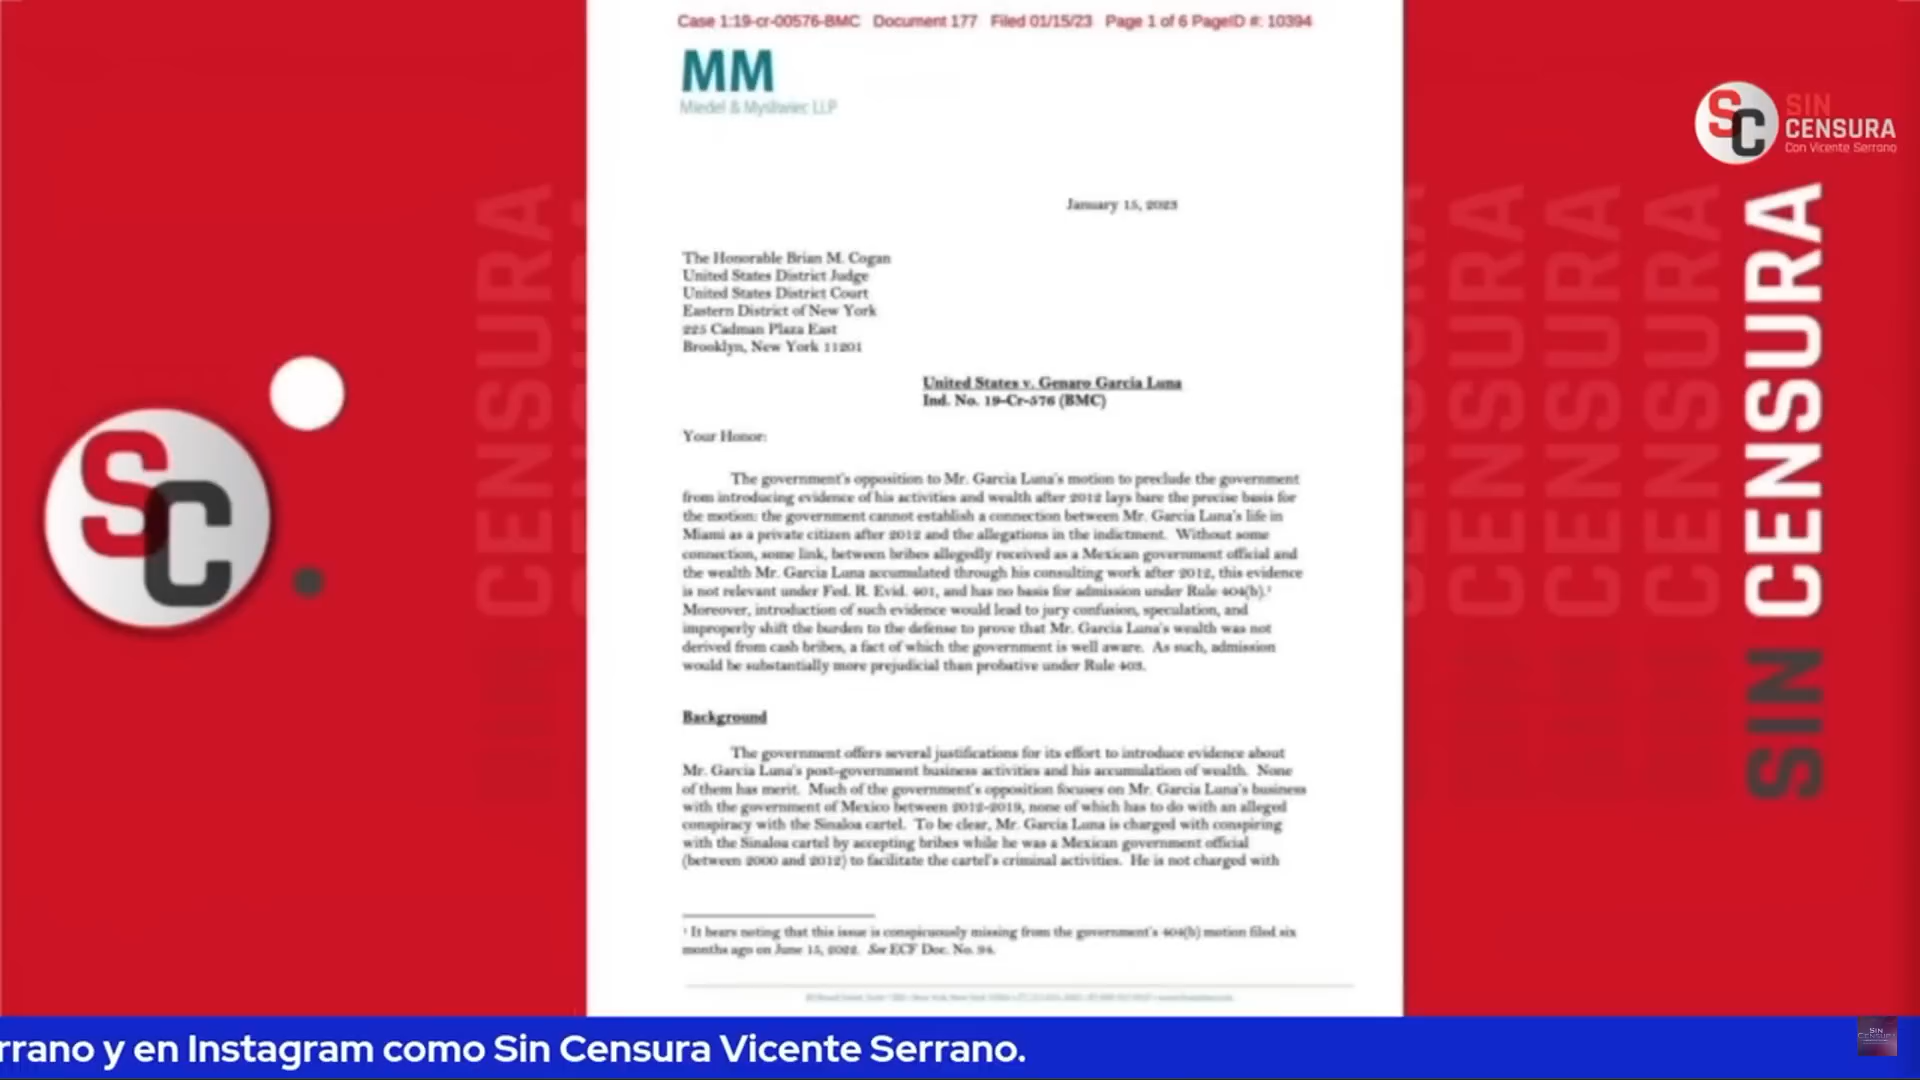 Case 1:19-cr-00576-BMC Document 177 Filed 01/15/23 Page 1 of 6 PageID #: 10394
MM
Miedel & Mysliwiec LLP
January 15, 2023
The Honorable Brian M. Cogan
United States District Judge
United States District Court
Eastern District of New York
225 Cadman Plaza East
Brooklyn, New York 11201
United States v. Genaro Garcia Luna
Ind. No. 19-Cr-576 (BMC)
Your Honor:
The government's opposition to Mr. Garcia Luna's motion to preclude the government
from introducing evidence of his activities and wealth after 2012 lays bare the precise basis for
the motion: the government cannot establish a connection between Mr. Garcia Luna's life in
Miami as a private citizen after 2012 and the allegations in the indictment. Without some
connection, some link, between bribes allegedly received as a Mexican government official and
the wealth Mr. Garcia Luna accumulated through his consulting work after 2012, this evidence
is not relevant under Fed. R. Evid. 401, and has no basis for admission under Rule 404(b).¹
Moreover, introduction of such evidence would lead to jury confusion, speculation, and
improperly shift the burden to the defense to prove that Mr. Garcia Luna's wealth was not
derived from cash bribes, a fact of which the government is well aware. As such, admission
would be substantially more prejudicial than probative under Rule 403.
Background
The government offers several justifications for its effort to introduce evidence about
Mr. Garcia Luna's post-government business activities and his accumulation of wealth. None
of them has merit. Much of the government's opposition focuses on Mr. Garcia Luna's business
with the government of Mexico between 2012-2019, none of which has to do with an alleged
conspiracy with the Sinaloa cartel. To be clear, Mr. Garcia Luna is charged with conspiring
with the Sinaloa cartel by accepting bribes while he was a Mexican government official
(between 2000 and 2012) to facilitate the cartel's criminal activities. He is not charged with
¹ It bears noting that this issue is conspicuously missing from the government's 404(b) motion filed six
months ago on June 15, 2022. See ECF Doc. No. 94.
SC
SIN
CENSURA
Con Vicente Serrano
SIN CENSURA
SC
CENSURA
CENSURA
CENSURA
CENSURA
rrano y en Instagram como Sin Censura Vicente Serrano.
SIN
CENSURA